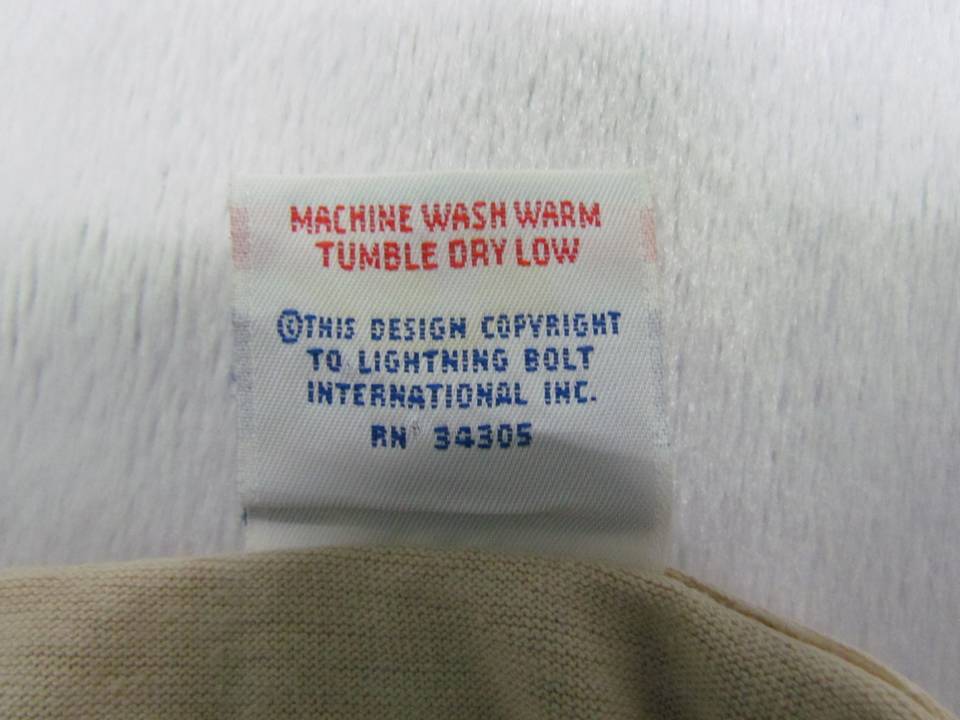 MACHINE WASH WARM
TUMBLE DRY LOW
©THIS DESIGN COPYRIGHT
TO LIGHTNING BOLT
INTERNATIONAL INC.
RN 34305